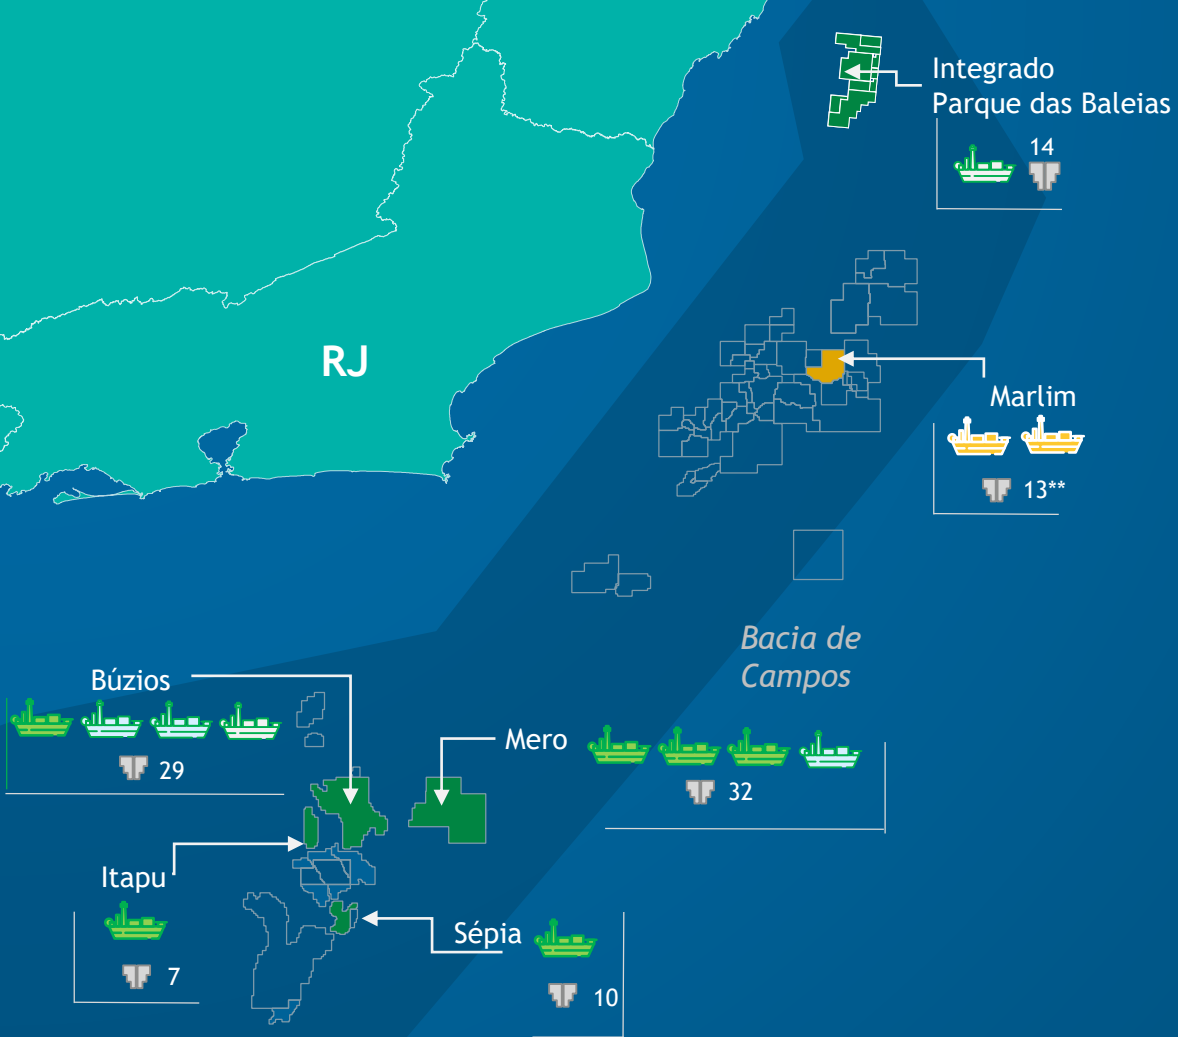 Integrado
Parque das Baleias
14
RJ
Marlim
13**
Bacia de
Campos
Búzios
29
Mero
32
Itapu
7
Sépia
10